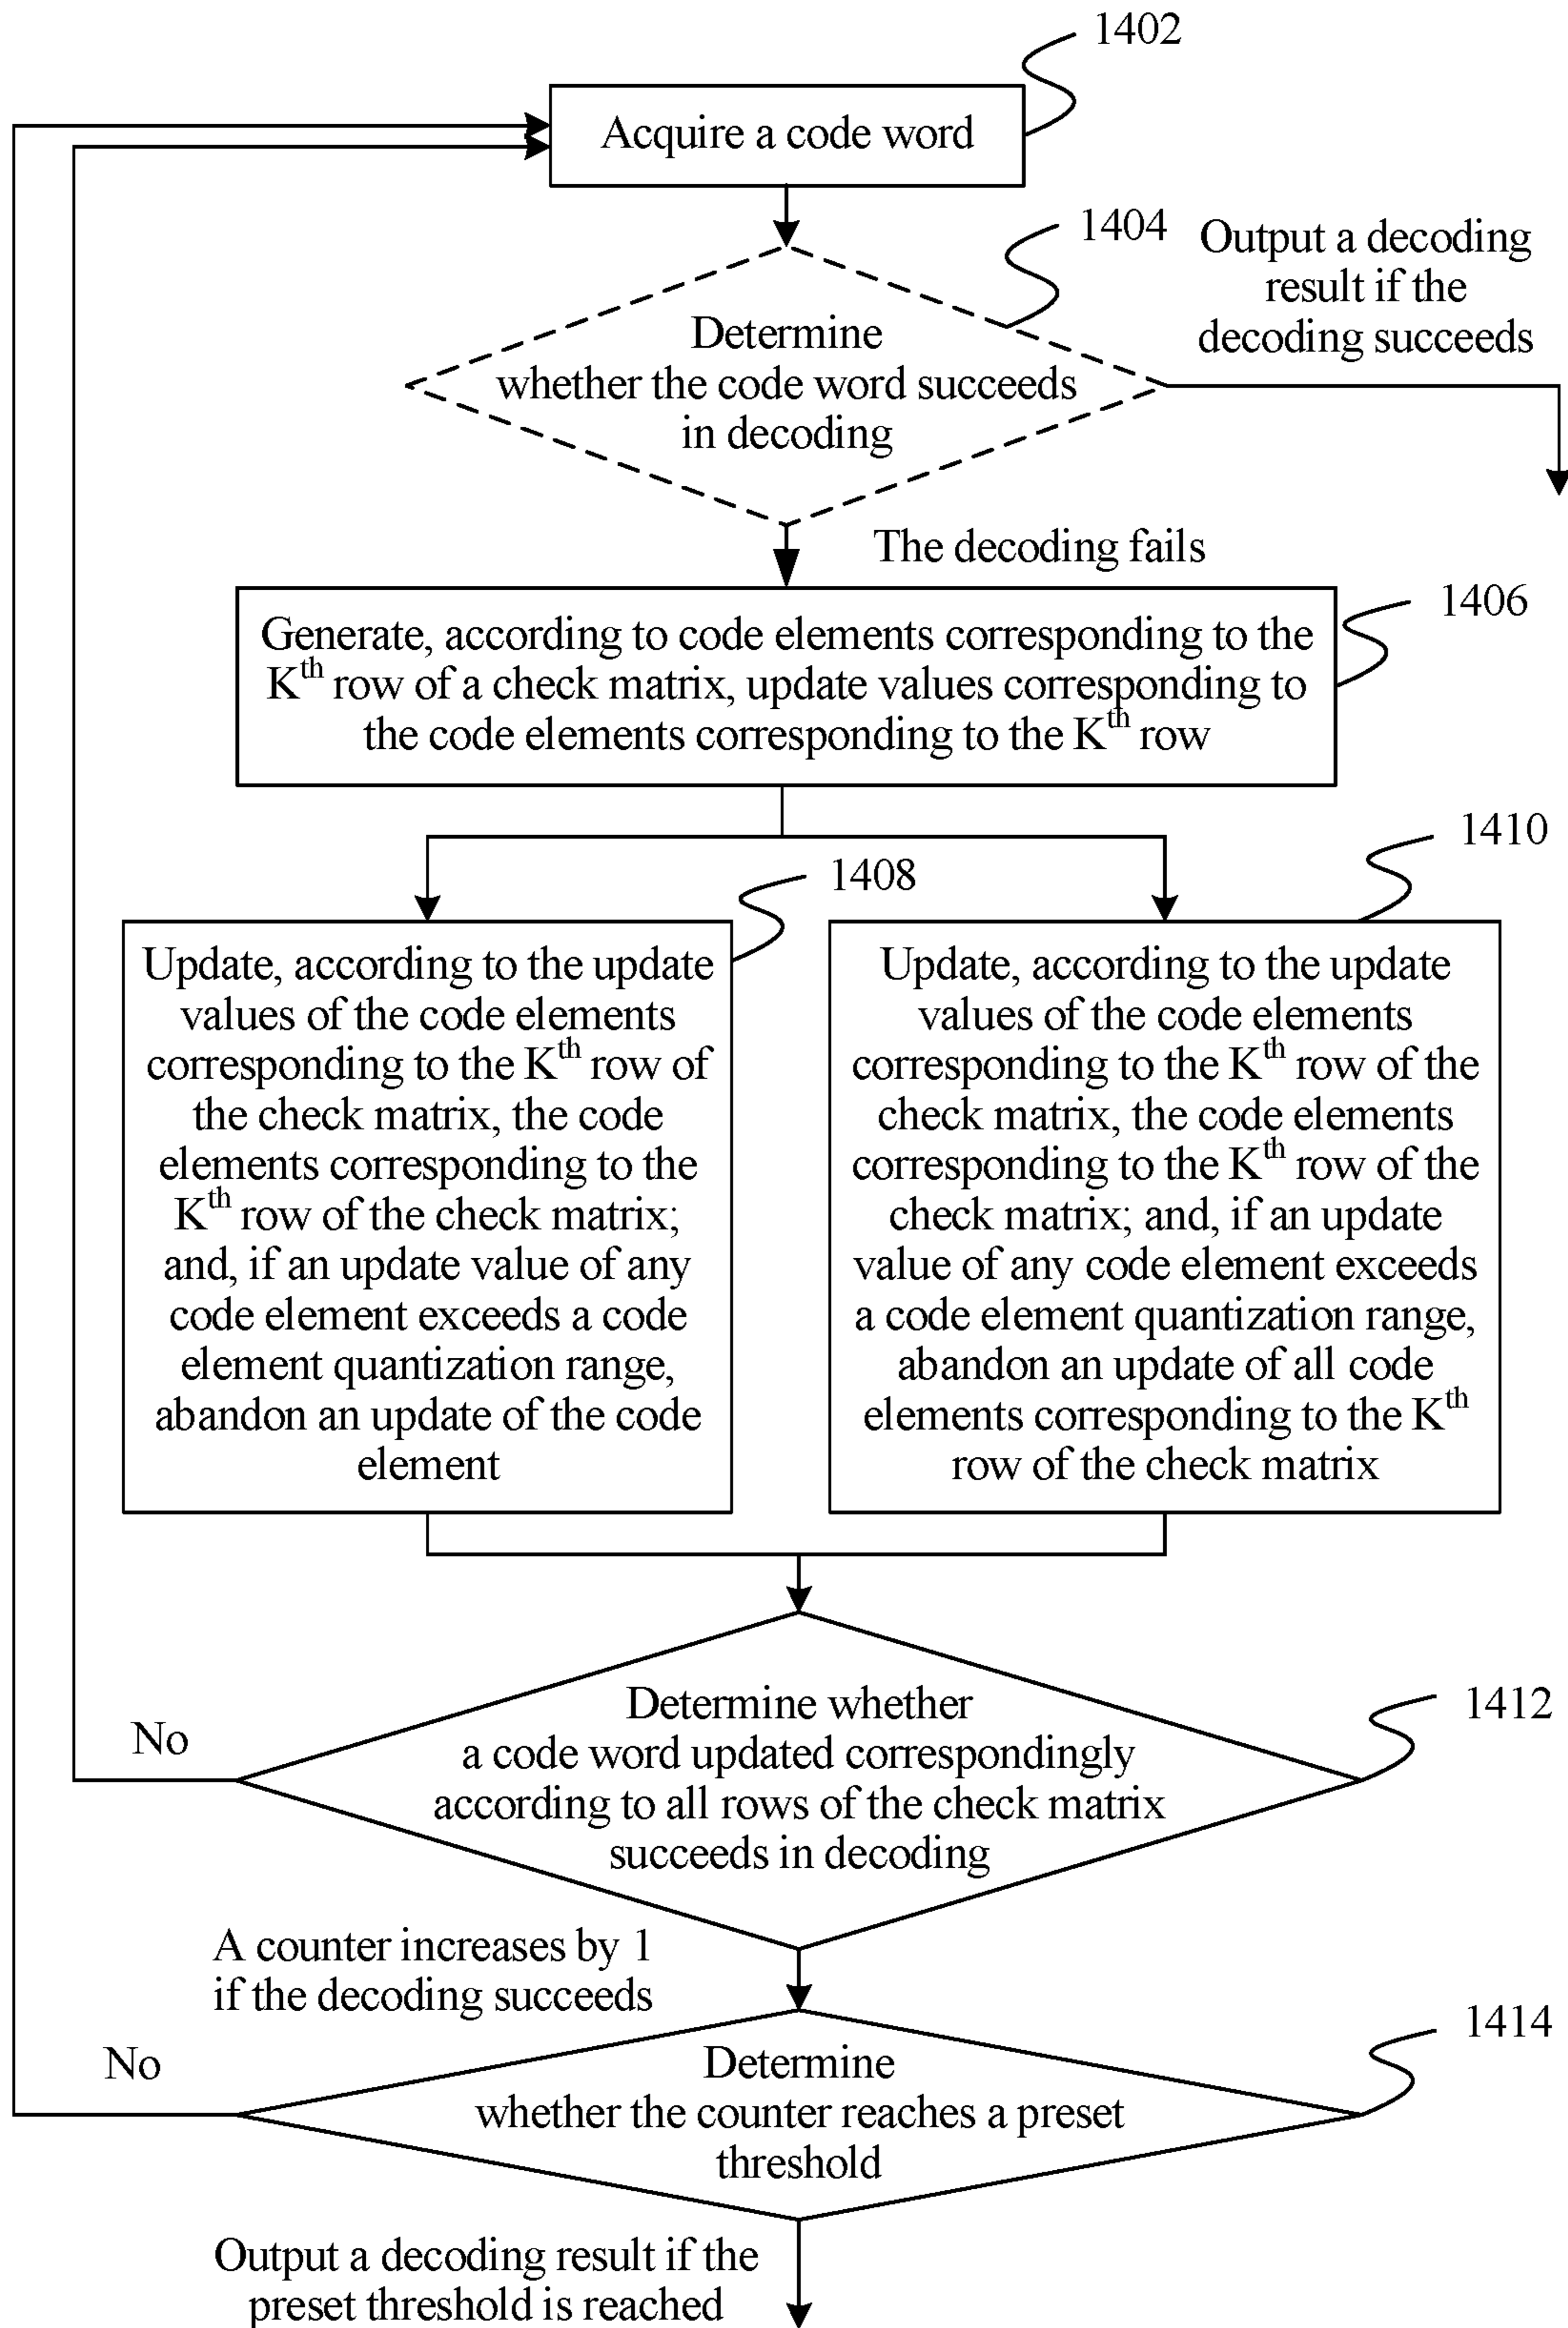 1402
Acquire a code word
1404
Output a decoding
result if the
decoding succeeds
Determine
whether the code word succeeds
in decoding
The decoding fails
1406
Generate, according to code elements corresponding to the
Kth row of a check matrix, update values corresponding to
the code elements corresponding to the Kth row
1408
1410
Update, according to the update
values of the code elements
corresponding to the Kth row of
the check matrix, the code
elements corresponding to the
Kth row of the check matrix;
and, if an update value of any
code element exceeds a code
element quantization range,
abandon an update of the code
element
Update, according to the update
values of the code elements
corresponding to the Kth row of the
check matrix, the code elements
corresponding to the Kth row of the
check matrix; and, if an update
value of any code element exceeds
a code element quantization range,
abandon an update of all code
elements corresponding to the Kth
row of the check matrix
1412
No
Determine whether
a code word updated correspondingly
according to all rows of the check matrix
succeeds in decoding
A counter increases by 1
if the decoding succeeds
1414
No
Determine
whether the counter reaches a preset
threshold
Output a decoding result if the
preset threshold is reached